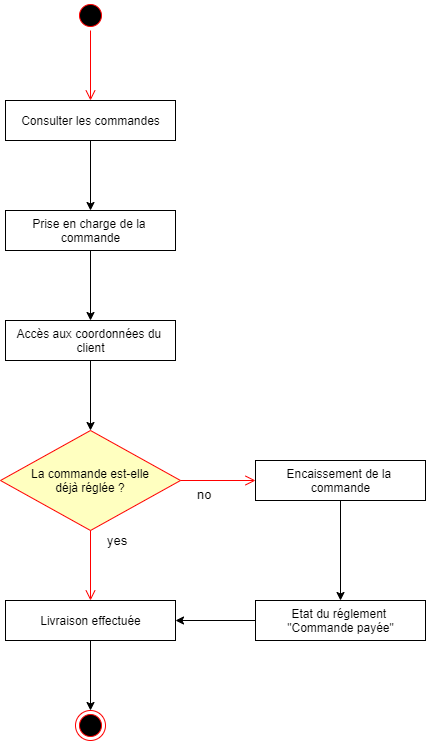 Consulter les commandes
Prise en charge de la
commande
Accès aux coordonnées du
client
La commande est-elle
déjà réglée ?
no
Encaissement de la
commande
yes
Livraison effectuée
Etat du réglement
"Commande payée"